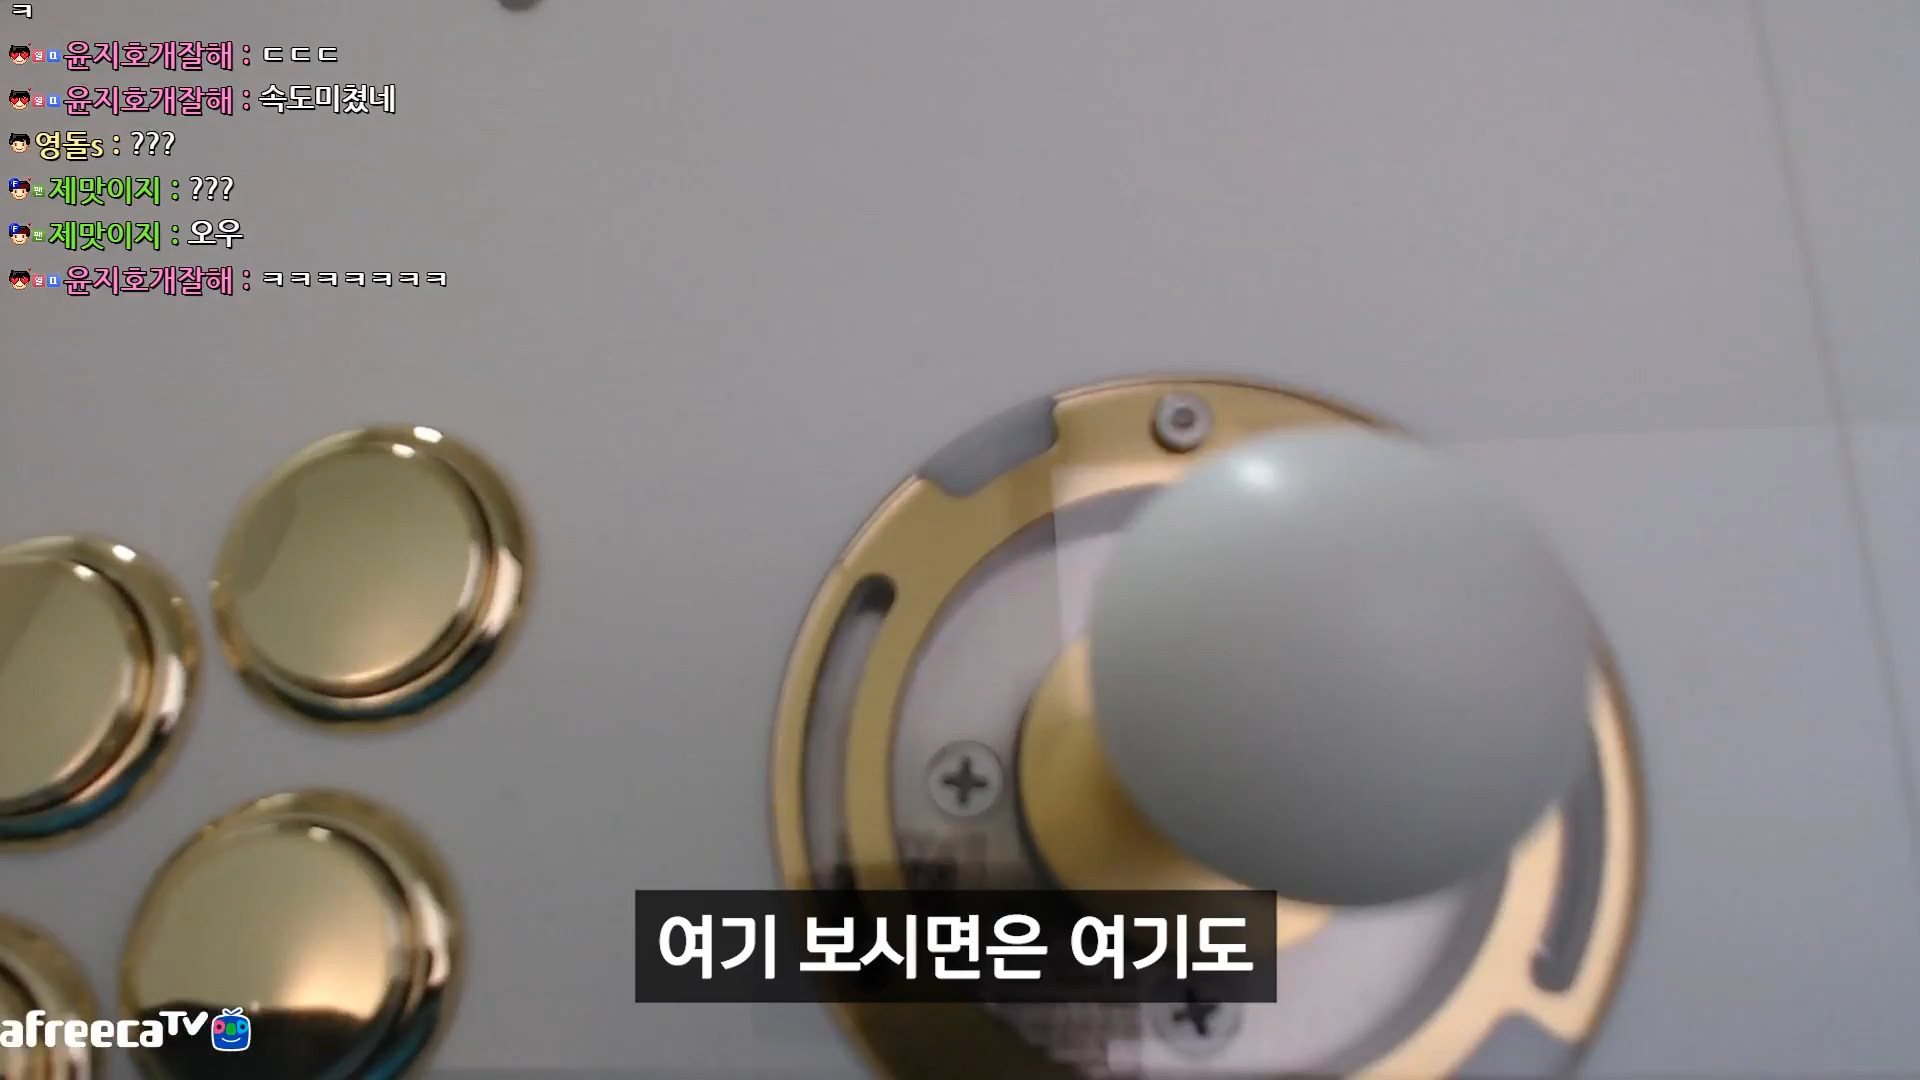 ㅋ
윤지호개잘해 : ㄷㄷㄷ
윤지호개잘해 : 속도미쳤네
영돌s : ???
제맛이지 : ???
제맛이지 : 오우
윤지호개잘해 : ㅋㅋㅋㅋㅋㅋㅋ
여기 보시면은 여기도
afreecaTV